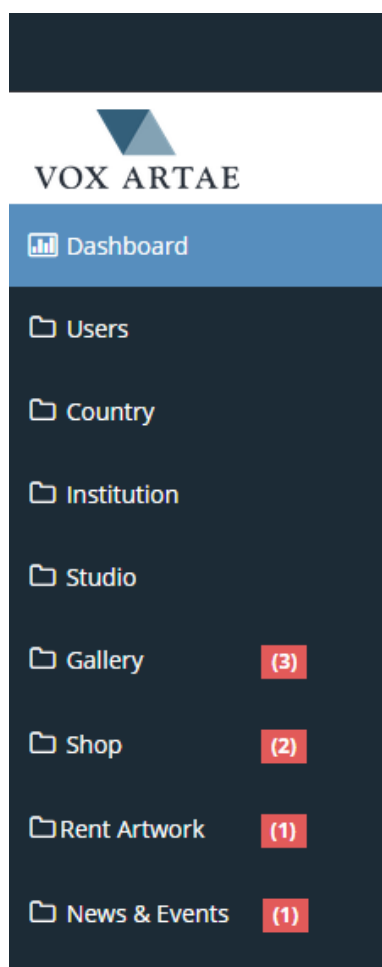 VOX ARTAE
Dashboard
Users
Country
Institution
Studio
Gallery (3)
Shop (2)
Rent Artwork (1)
News & Events (1)